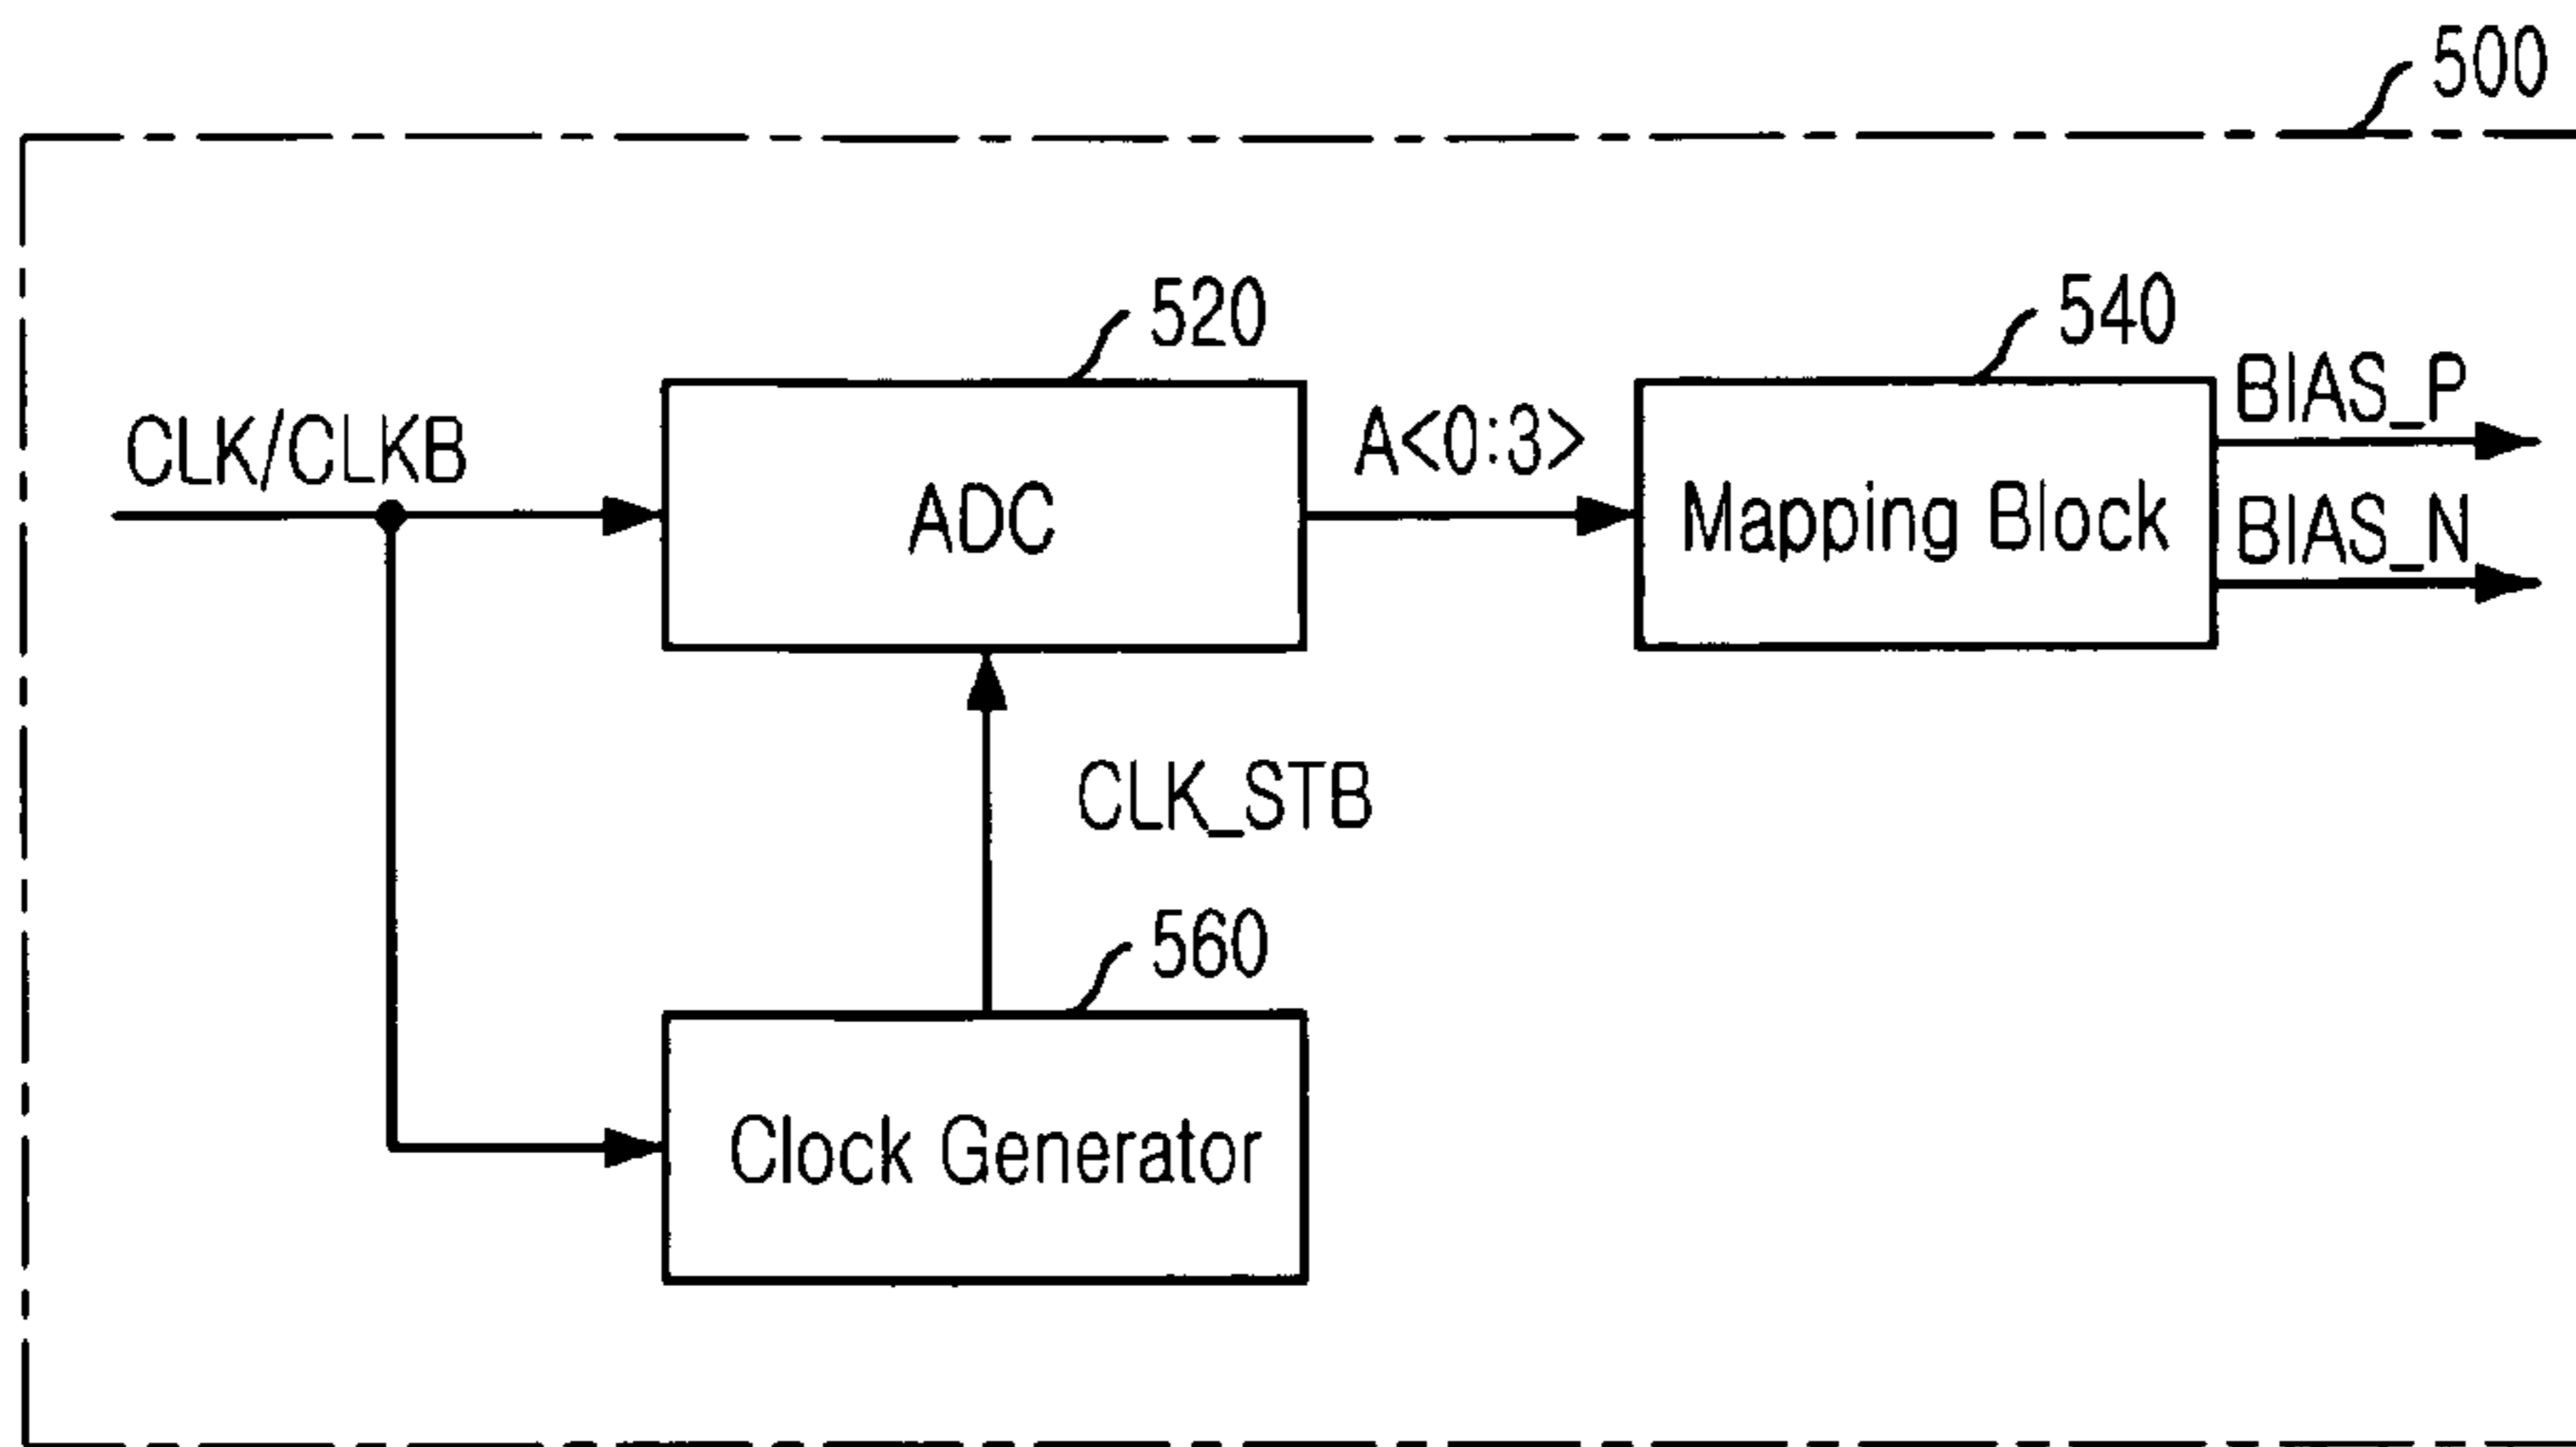 500
520
540
BIAS_P
CLK/CLKB
A<0:3>
ADC
Mapping Block
BIAS_N
CLK_STB
560
Clock Generator